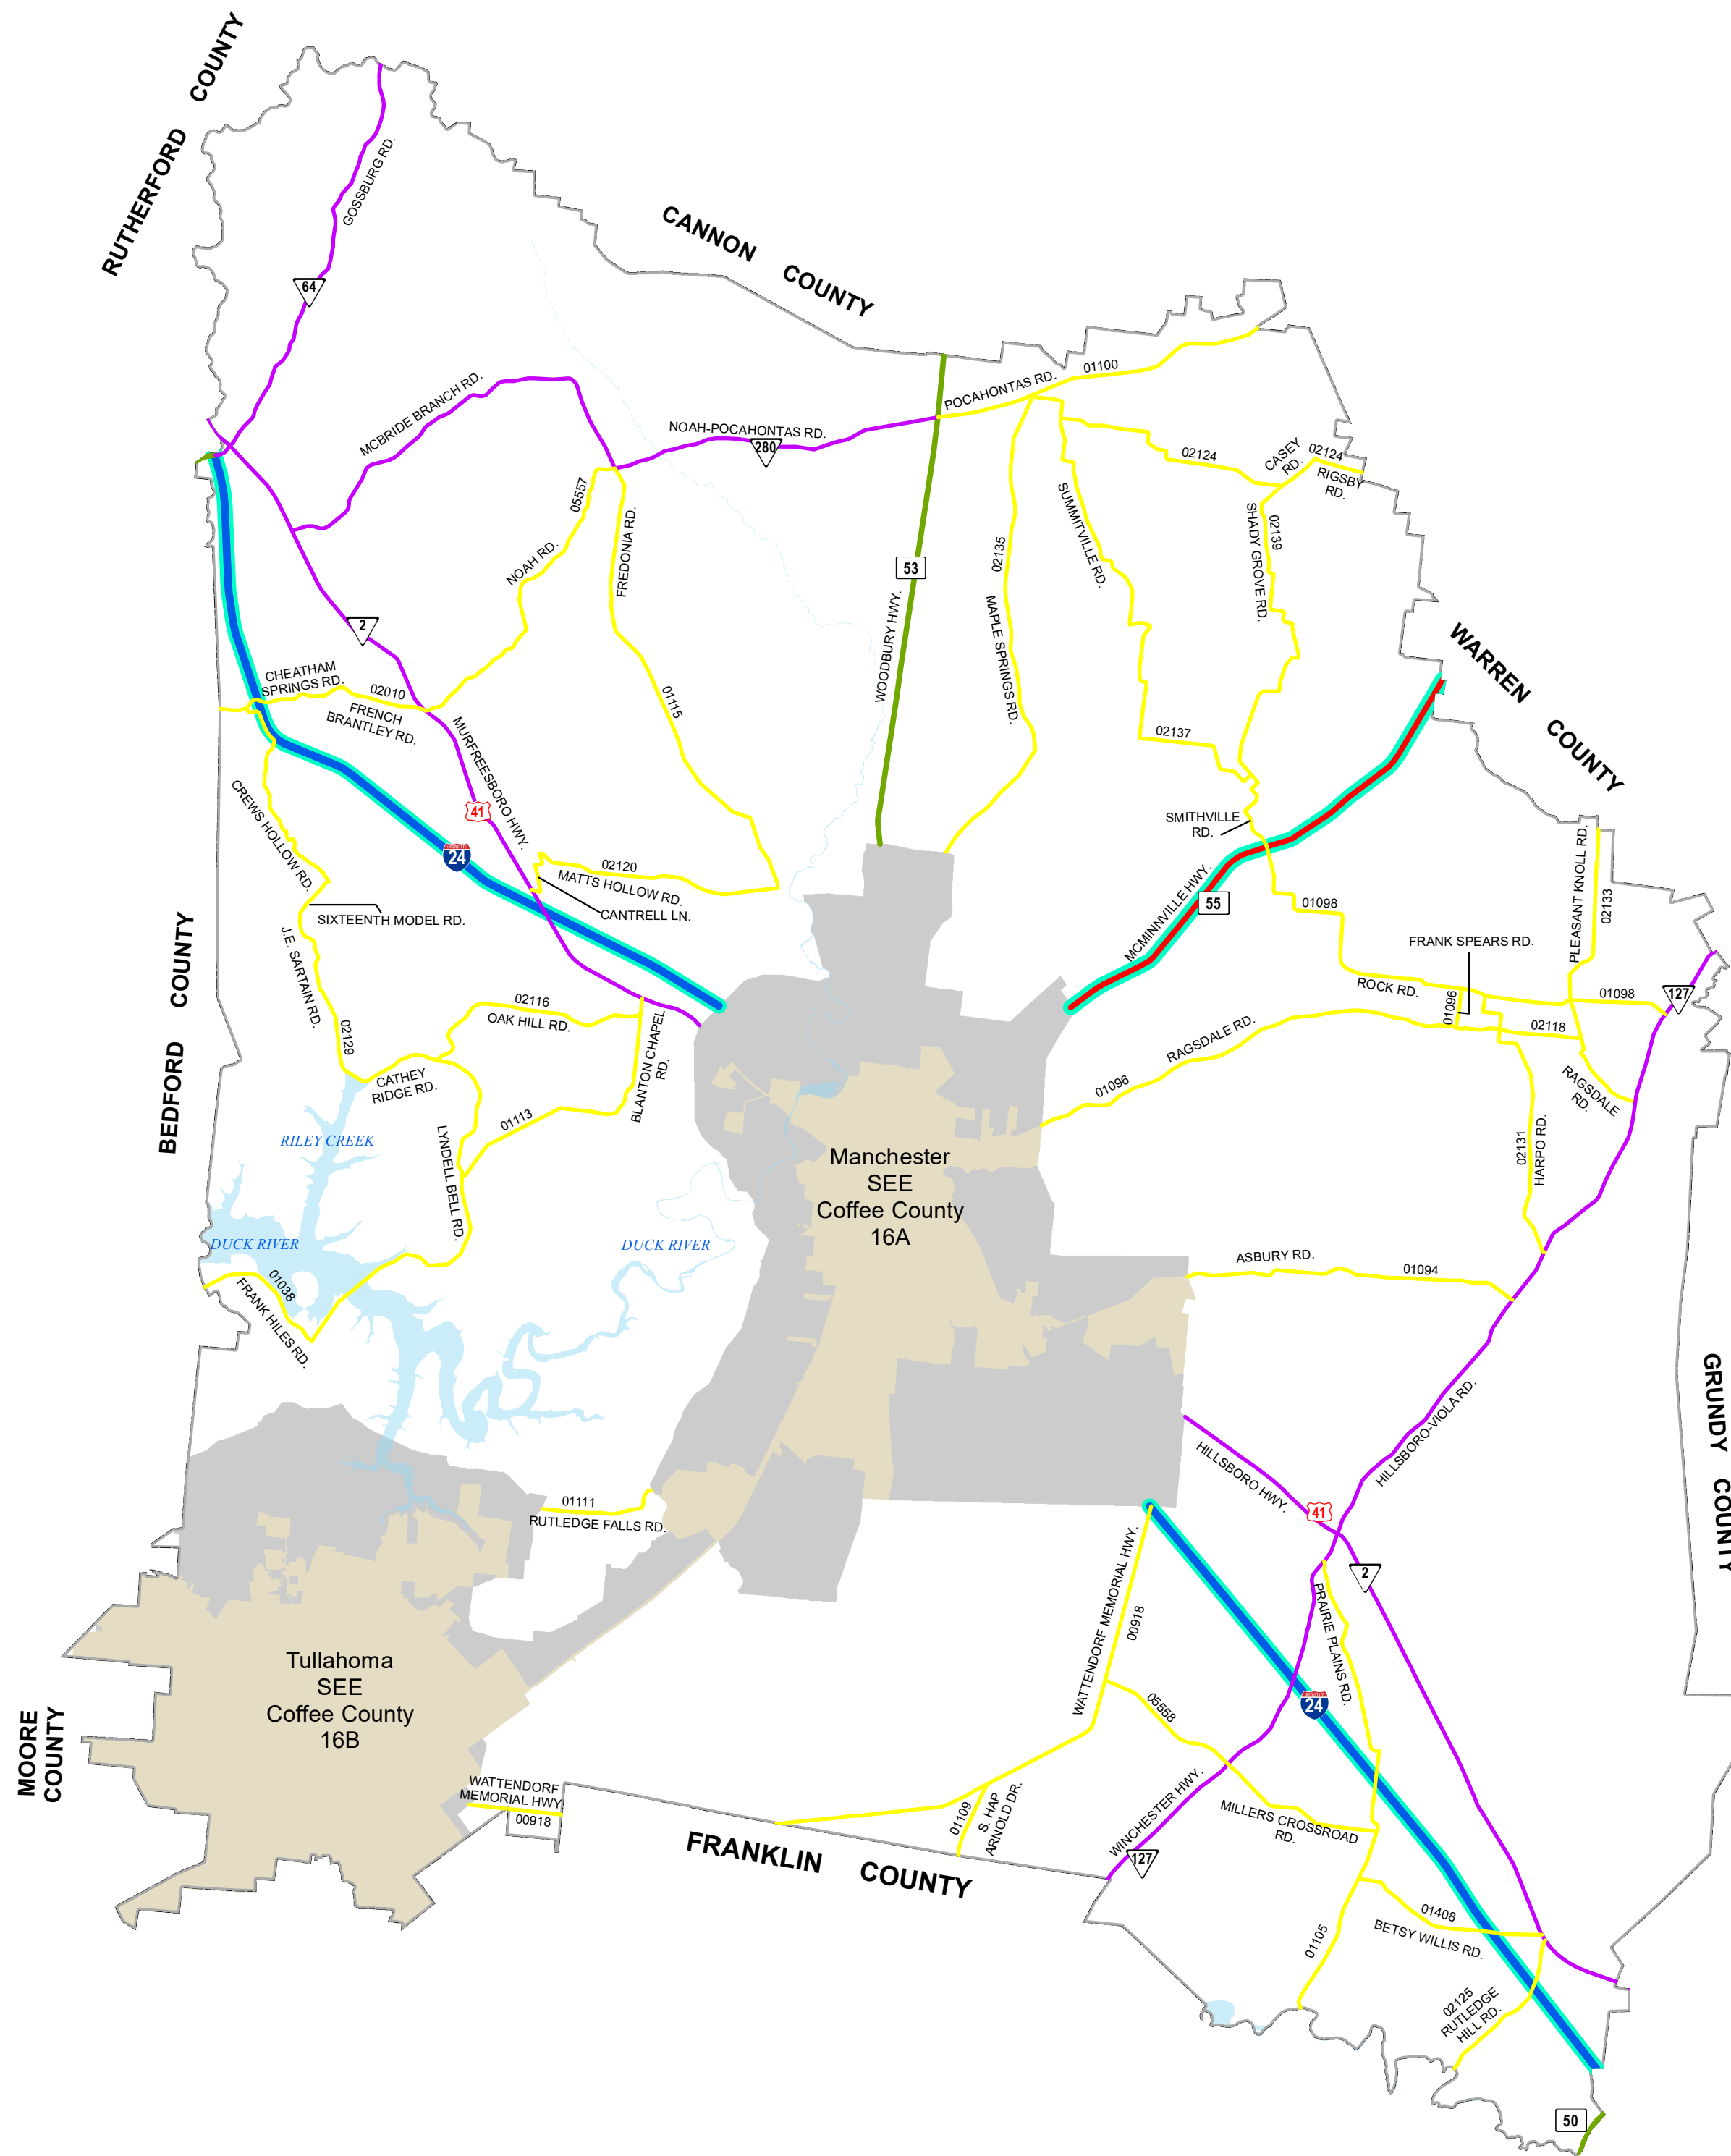 RUTHERFORD COUNTY
GOSSBURG RD.
64
CANNON COUNTY
MCBRIDE BRANCH RD.
NOAH-POCAHONTAS RD.
280
POCAHONTAS RD.
01100
02124
CASEY
RD.
02124
RIGSBY
RD.
05557
NOAH RD.
FREDONIA RD.
01115
53
WOODBURY HWY.
02135
MAPLE SPRINGS RD.
SUMMITVILLE RD.
02139
SHADY GROVE RD.
02137
WARREN COUNTY
2
CHEATHAM
SPRINGS RD.
02010
FRENCH
BRANTLEY RD.
MURFREESBORO HWY.
41
24
CREWS HOLLOW RD.
SIXTEENTH MODEL RD.
J.E. SARTAIN RD.
02129
02120
MATTS HOLLOW RD.
CANTRELL LN.
SMITHVILLE
RD.
MCMINNVILLE HWY.
55
01098
PLEASANT KNOLL RD.
02133
FRANK SPEARS RD.
ROCK RD.
01096
01098
127
02118
RAGSDALE RD.
01096
RAGSDALE
RD.
02131
HARPO RD.
BEDFORD COUNTY
02116
OAK HILL RD.
BLANTON CHAPEL
RD.
CATHEY
RIDGE RD.
01113
LYNDELL BELL RD.
RILEY CREEK
DUCK RIVER
DUCK RIVER
01038
FRANK HILES RD.
Manchester
SEE
Coffee County
16A
ASBURY RD.
01094
HILLSBORO-VIOLA RD.
HILLSBORO HWY.
41
2
GRUNDY COUNTY
01111
RUTLEDGE FALLS RD.
WATTENDORF MEMORIAL HWY.
00918
05558
PRAIRIE PLAINS RD.
24
Tullahoma
SEE
Coffee County
16B
MOORE
COUNTY
WATTENDORF
MEMORIAL HWY.
00918
FRANKLIN COUNTY
01109
S. HAP
ARNOLD DR.
WINCHESTER HWY.
127
MILLERS CROSSROAD
RD.
01408
BETSY WILLIS RD.
01105
02125
RUTLEDGE
HILL RD.
50